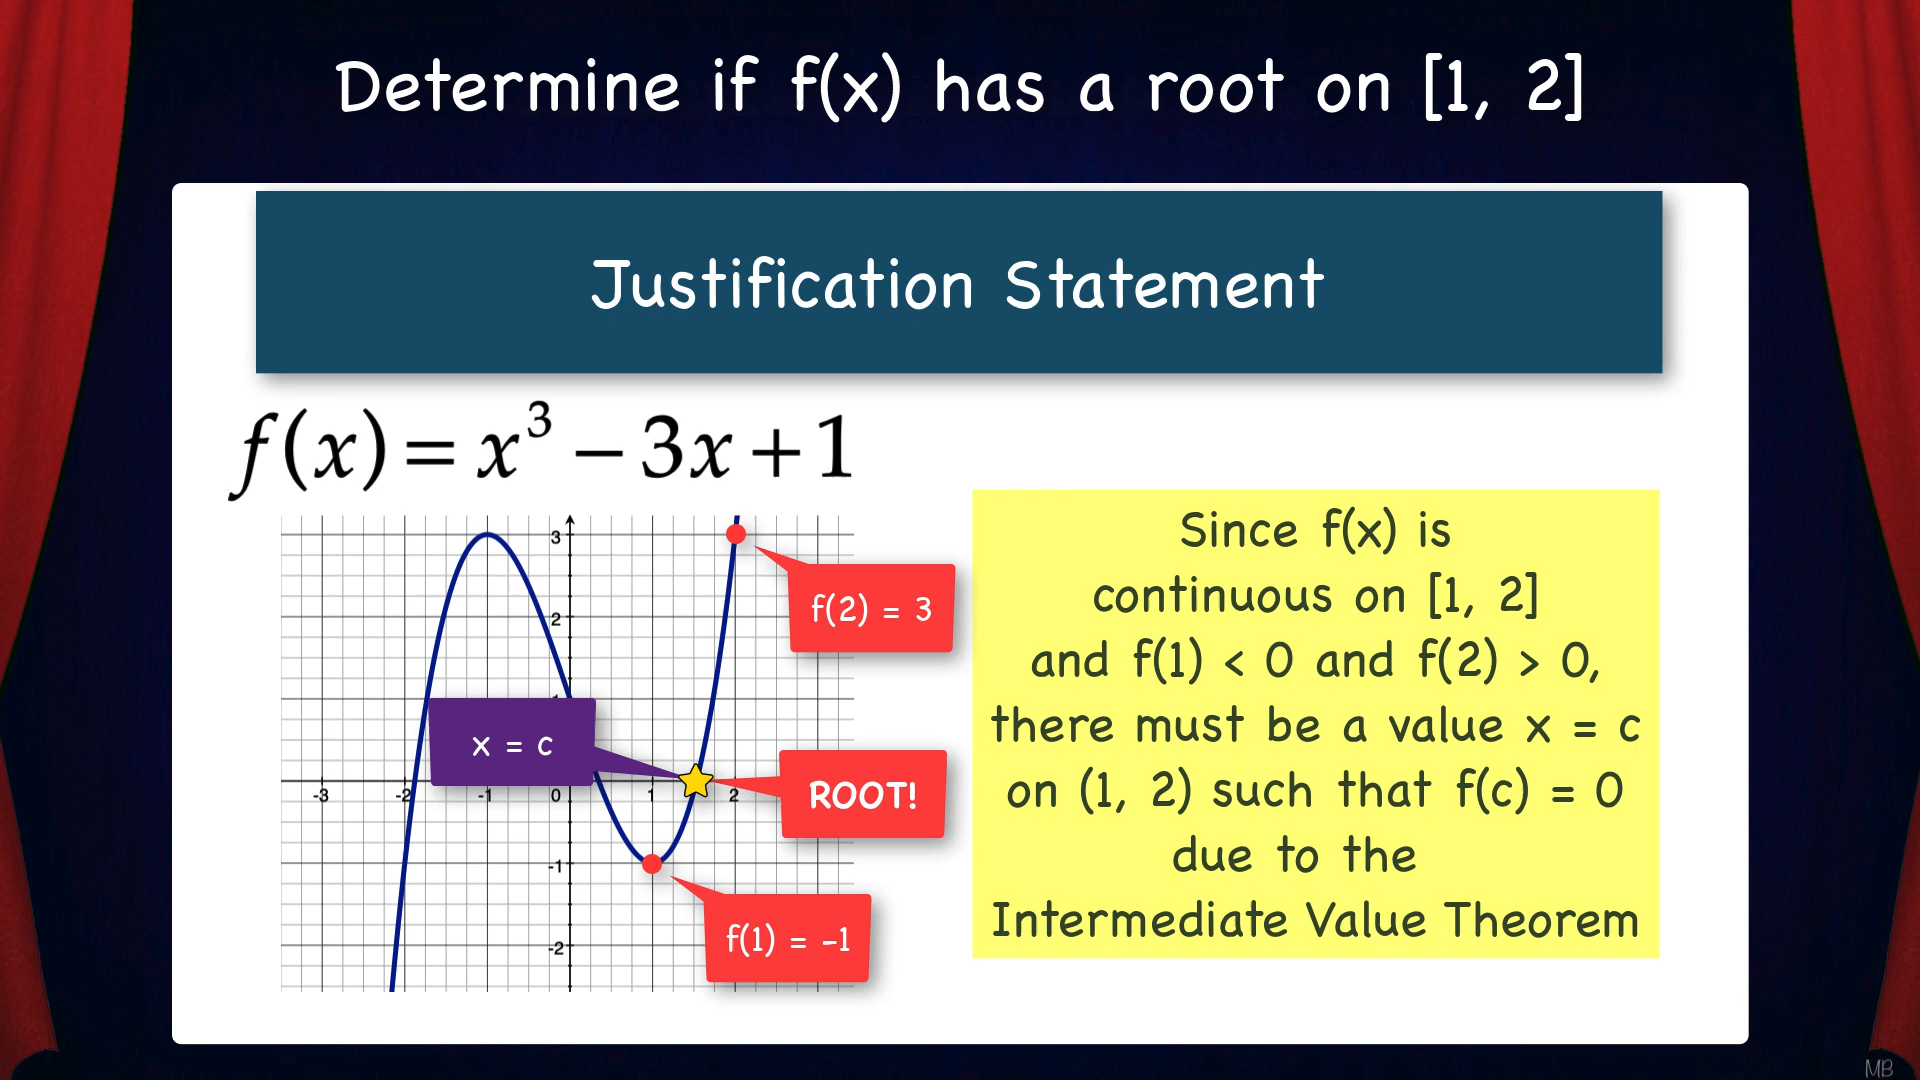 Determine if f(x) has a root on [1, 2]
Justification Statement
f(x) = x³ – 3x + 1
3
f(2) = 3
2
1
x = c
ROOT!
-3
-2
-1
0
1
2
-1
f(1) = -1
-2
Since f(x) is
continuous on [1, 2]
and f(1) < 0 and f(2) > 0,
there must be a value x = c
on (1, 2) such that f(c) = 0
due to the
Intermediate Value Theorem
MB